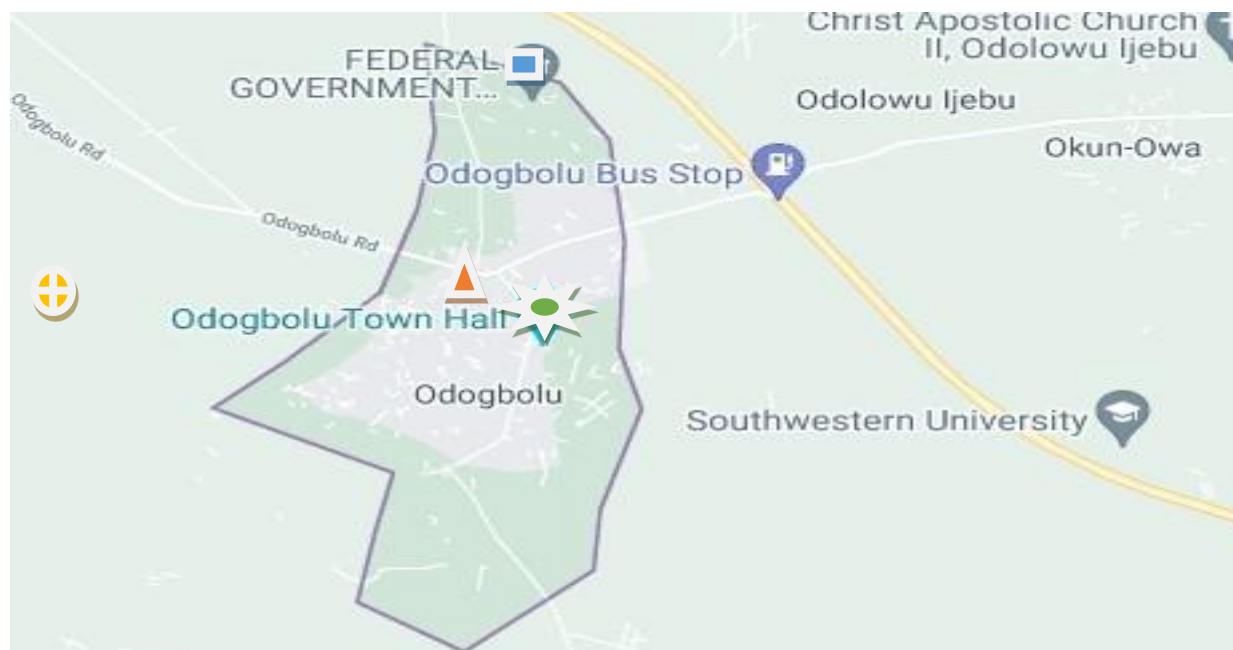 Christ Apostolic Church
II, Odolowu Ijebu
FEDERAL
GOVERNMENT...
Odolowu Ijebu
Odogbolu Rd
Okun-Owa
Odogbolu Bus Stop
Odogbolu Rd
Odogbolu Town Hall
Odogbolu
Southwestern University